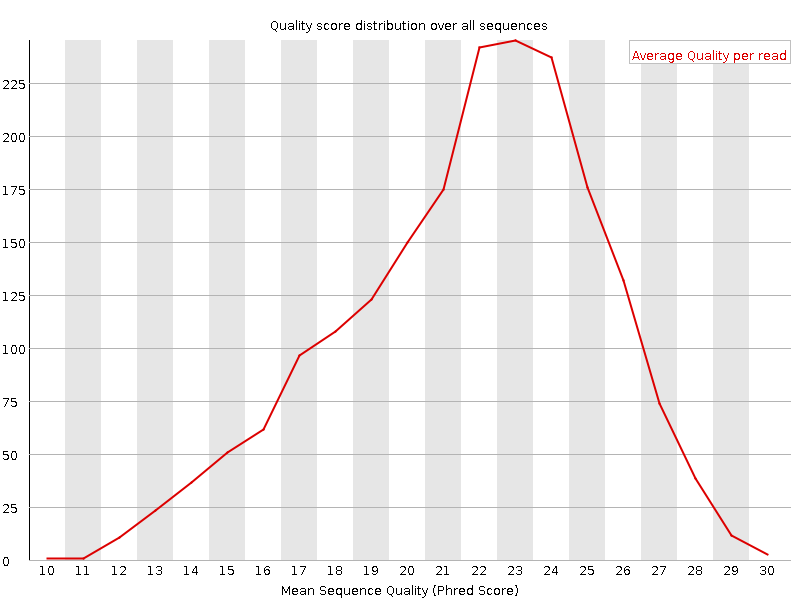 Quality score distribution over all sequences
Average Quality per read
225
200
175
150
125
100
75
50
25
0
10 11 12 13 14 15 16 17 18 19 20 21 22 23 24 25 26 27 28 29 30
Mean Sequence Quality (Phred Score)